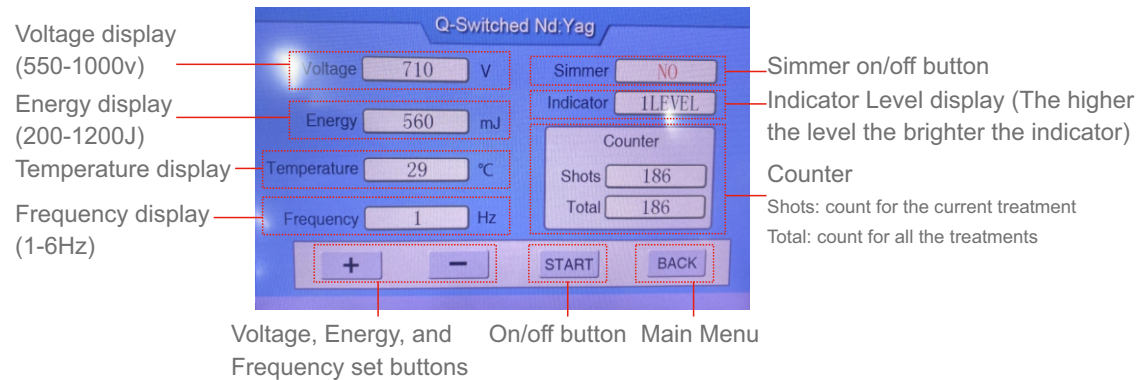 Voltage display
(550-1000v)
Energy display
(200-1200J)
Temperature display
Frequency display
(1-6Hz)
Q-Switched Nd:Yag
Voltage 710 V
Energy 560 mJ
Temperature 29 ℃
Frequency 1 Hz
Simmer NO
Indicator 1LEVEL
Counter
Shots 186
Total 186
+ − START BACK
Simmer on/off button
Indicator Level display (The higher
the level the brighter the indicator)
Counter
Shots: count for the current treatment
Total: count for all the treatments
Voltage, Energy, and
Frequency set buttons
On/off button
Main Menu